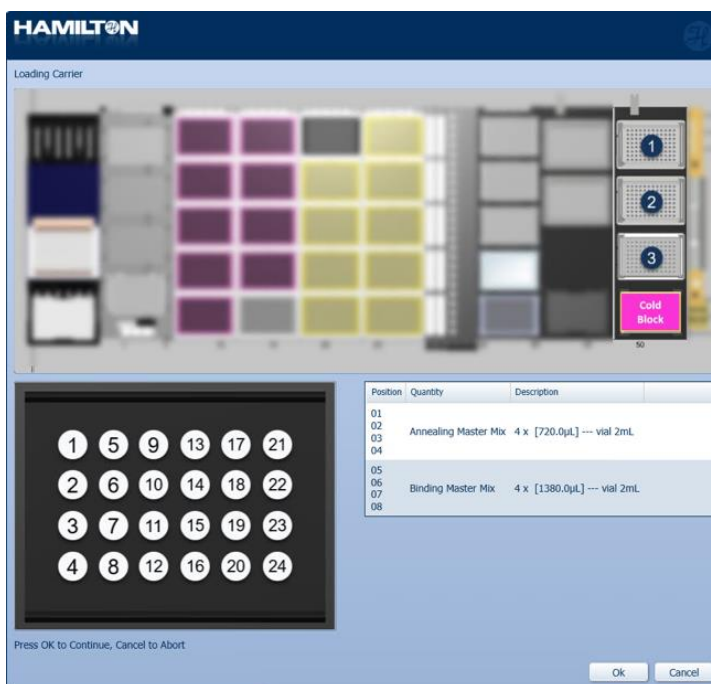 HAMILTON
Loading Carrier
1
2
3
Cold
Block
50
1 5 9 13 17 21
2 6 10 14 18 22
3 7 11 15 19 23
4 8 12 16 20 24
Position Quantity Description
01
02
03
04
Annealing Master Mix 4 x [720.0µL] --- vial 2mL
05
06
07
08
Binding Master Mix 4 x [1380.0µL] --- vial 2mL
Press OK to Continue, Cancel to Abort
Ok Cancel